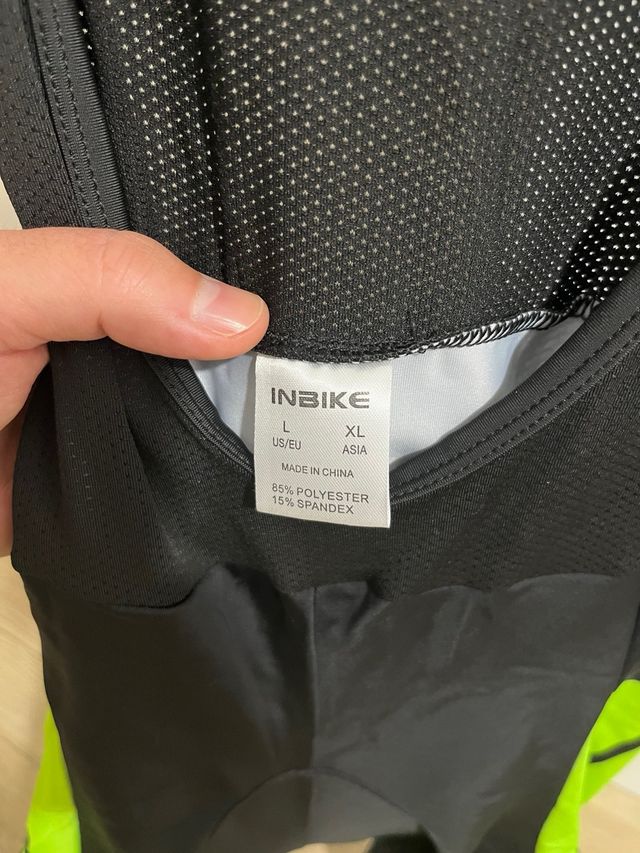 INBIKE
L XL
US/EU ASIA
MADE IN CHINA
85% POLYESTER
15% SPANDEX